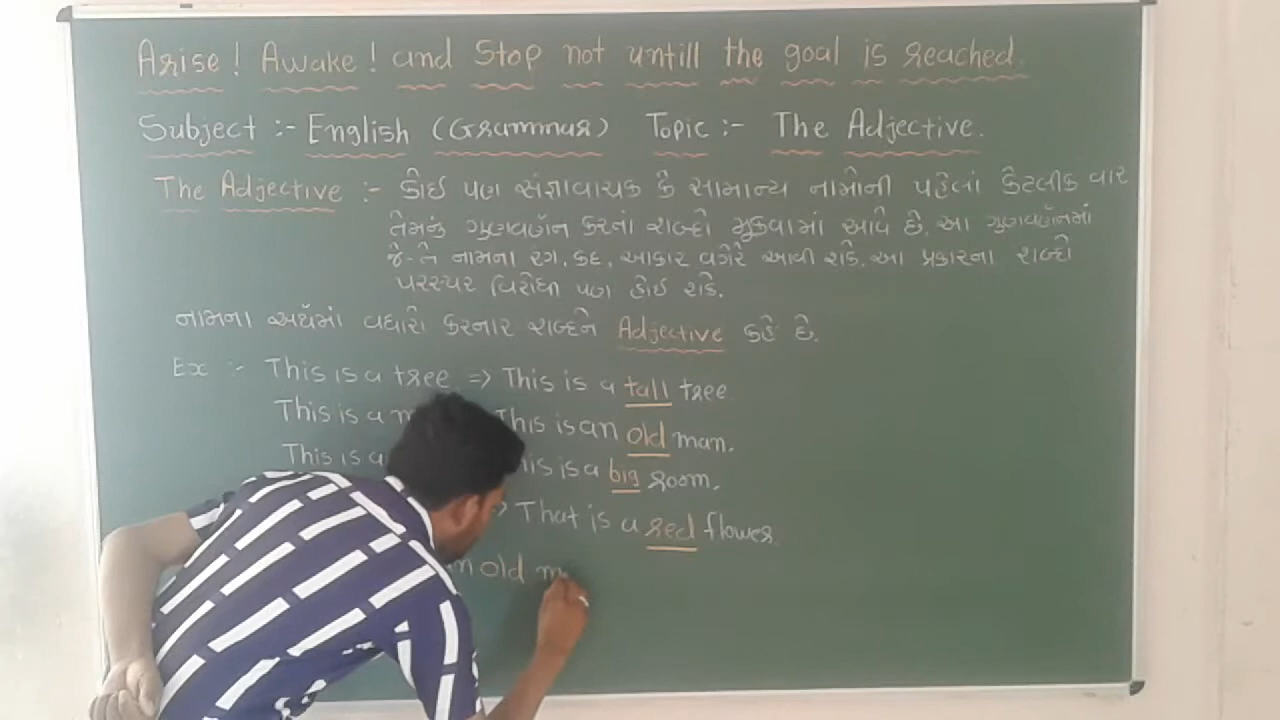 Arise! Awake! and Stop not untill the goal is reached.
Subject :- English (Grammar) Topic :- The Adjective.
The Adjective :- કોઈ પણ સંજ્ઞાવાચક કે સામાન્ય નામોની પહેલાં કેટલીક વાર
તેમનું ગુણવર્ણન કરતાં શબ્દો મૂકવામાં આવે છે. આ ગુણવર્ણનમાં
જે-તે નામના રંગ, કદ, આકાર વગેરે આવી શકે. આ પ્રકારના શબ્દો
પરસ્પર વિરોધી પણ હોઈ શકે.
નામના અર્થમાં વધારો કરનાર શબ્દને Adjective કહે છે.
Ex :- This is a tree => This is a tall tree.
This is a This is an old man.
This is a is a big room.
=> That is a red flower.
an old